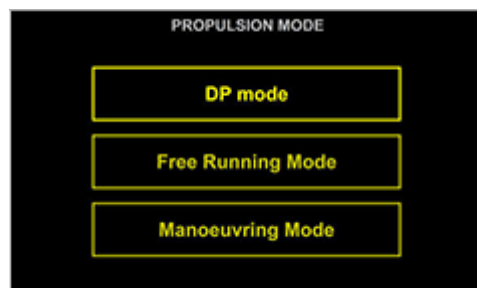 PROPULSION MODE
DP mode
Free Running Mode
Manoeuvring Mode